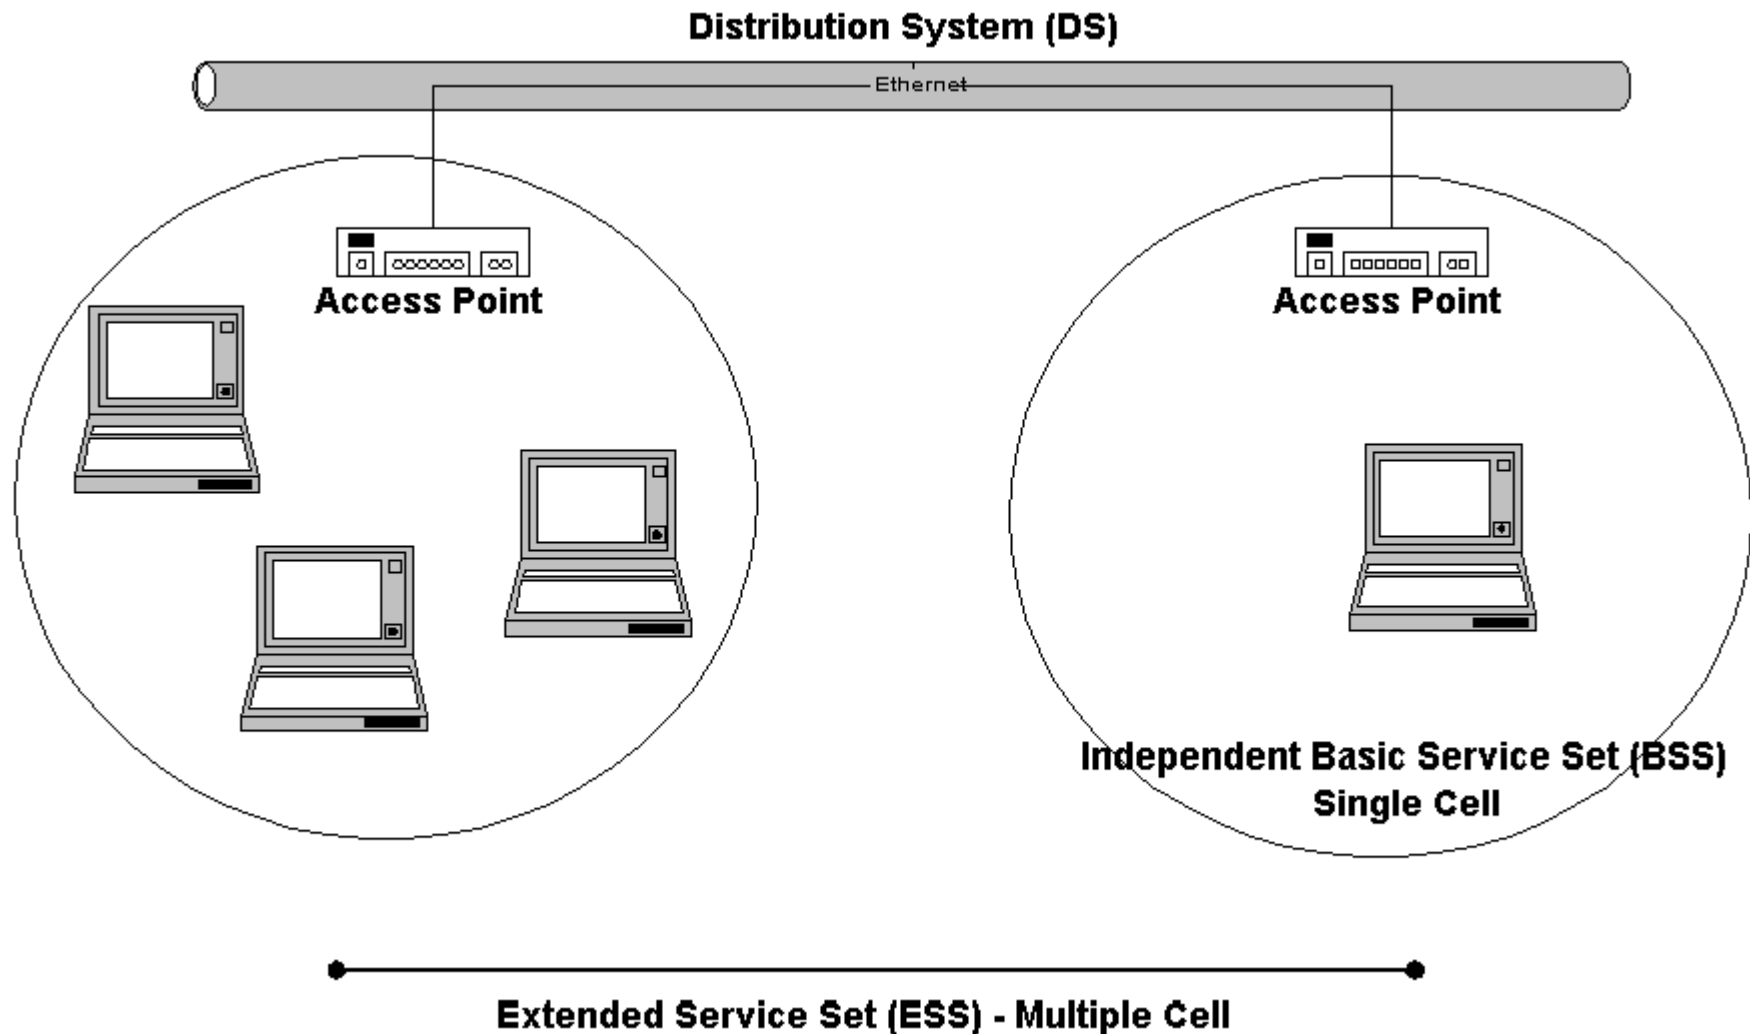 Distribution System (DS)
Ethernet
Access Point
Access Point
Independent Basic Service Set (BSS)
Single Cell
Extended Service Set (ESS) - Multiple Cell